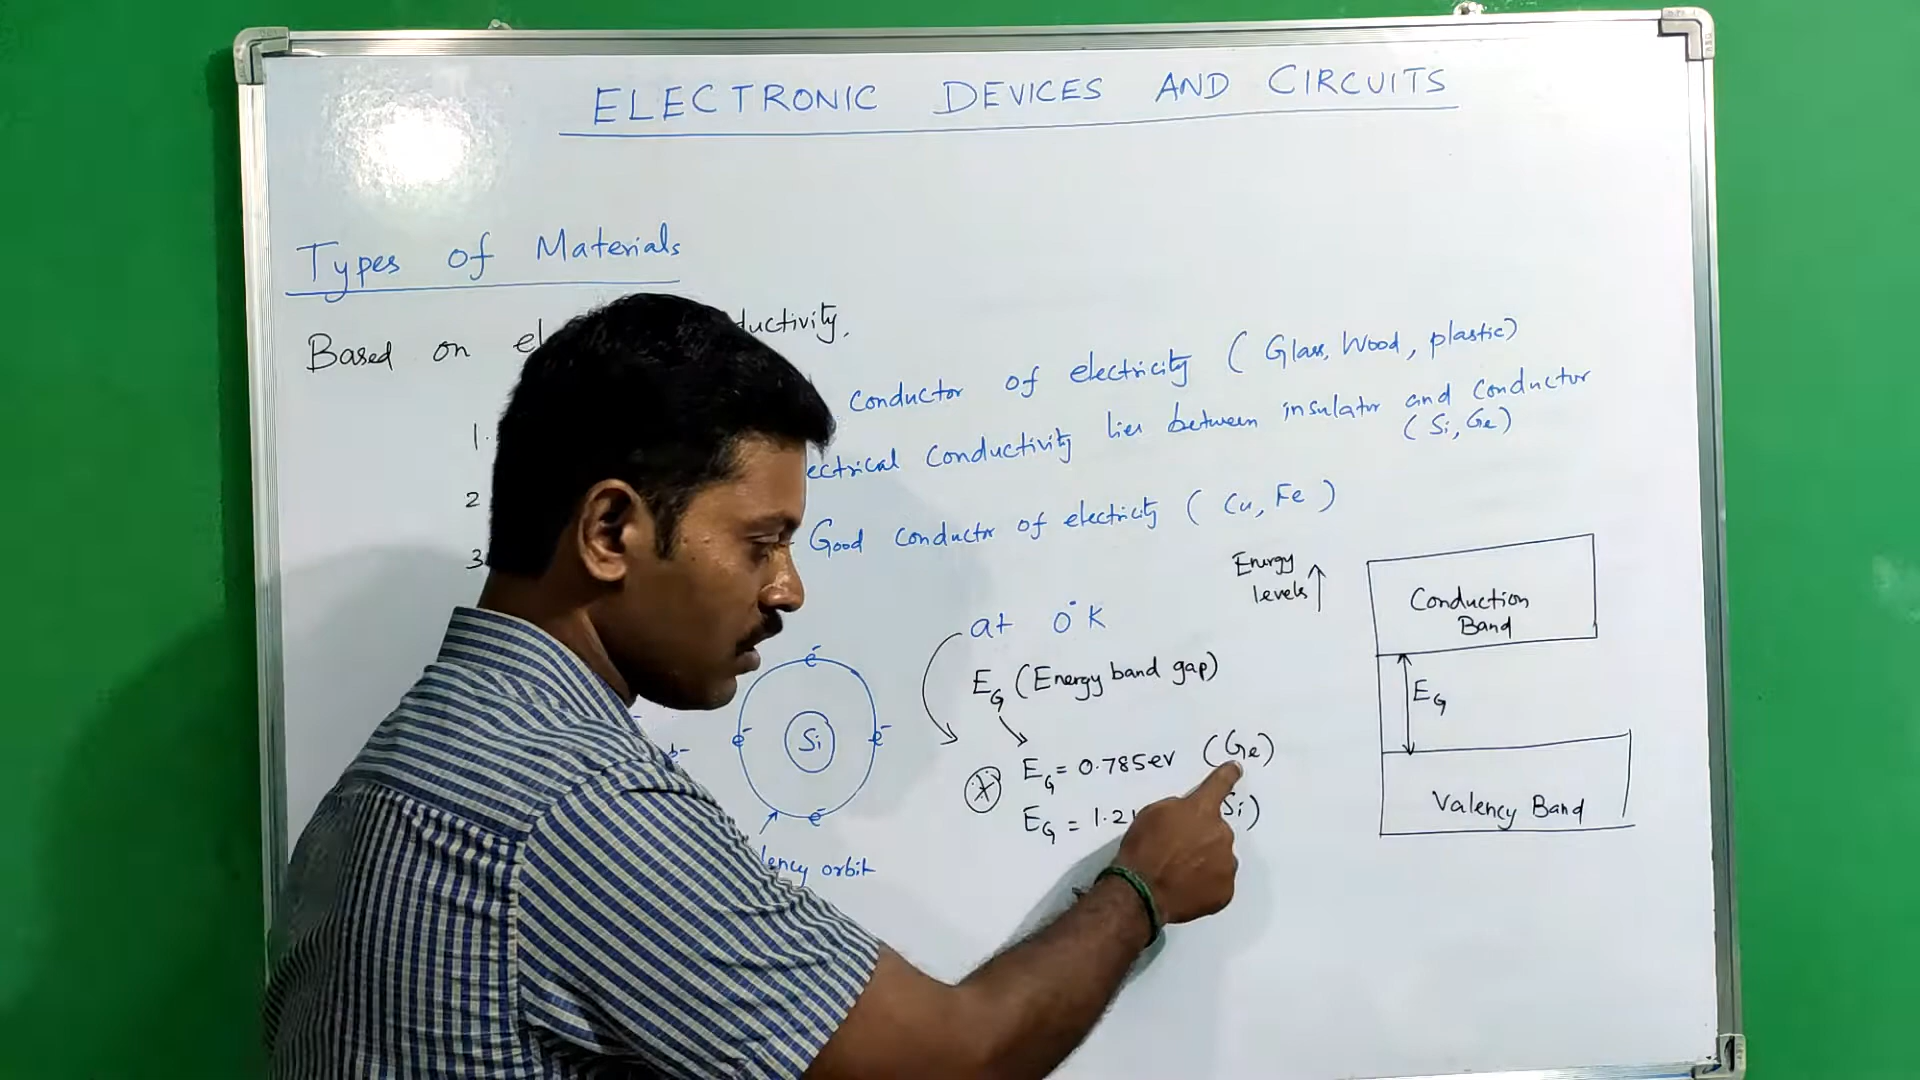 ELECTRONIC DEVICES AND CIRCUITS
Types of Materials
Based on el ductivity.
1. conductor of electricity ( Glass, Wood, plastic)
2 ectrical conductivity lies between insulator and conductor
( Si, Ge )
3 - Good conductor of electricity ( Cu, Fe )
Energy
levels ↑
Conduction
Band
at 0°K
EG (Energy band gap)
EG
e-
e- Si e-
e-
EG = 0.785ev (Ge)
EG = 1.21 Si)
Valency Band
lency orbit